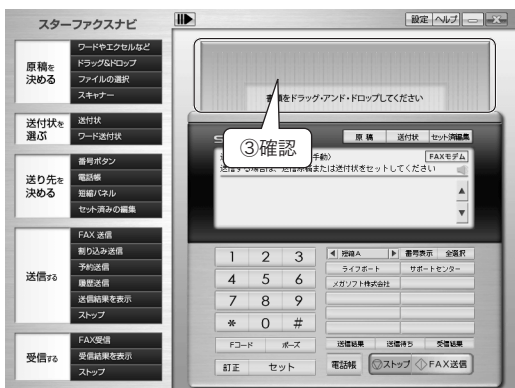 スターファクスナビ
設定 ヘルプ
原稿を
決める
ワードやエクセルなど
ドラッグ&ドロップ
ファイルの選択
スキャナー
送付状を
選ぶ
送付状
ワード送付状
送り先を
決める
番号ボタン
電話帳
短縮パネル
セット済みの編集
送信する
FAX 送信
割り込み送信
予約送信
履歴送信
送信結果を表示
ストップ
受信する
FAX受信
受信結果を表示
ストップ
をドラッグ・アンド・ドロップしてください
③確認
原 稿 送付状 セット済編集
手動)
FAXモデム
送信する場合は、送信原稿または送付状をセットしてください
1 2 3
4 5 6
7 8 9
* 0 #
Fコード ポーズ
訂正 セット
短縮A 番号表示 全選択
ライフボート サポートセンター
メガソフト株式会社
送信結果 送信待ち 受信結果
電話帳 ストップ FAX送信